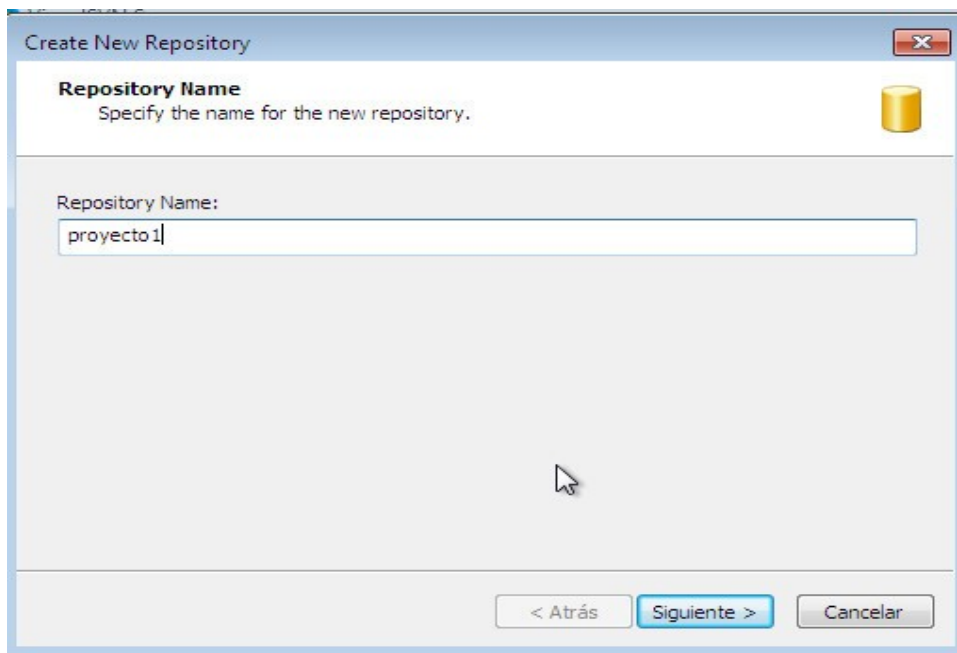 Create New Repository
Repository Name
Specify the name for the new repository.
Repository Name:
proyecto1
< Atrás Siguiente > Cancelar